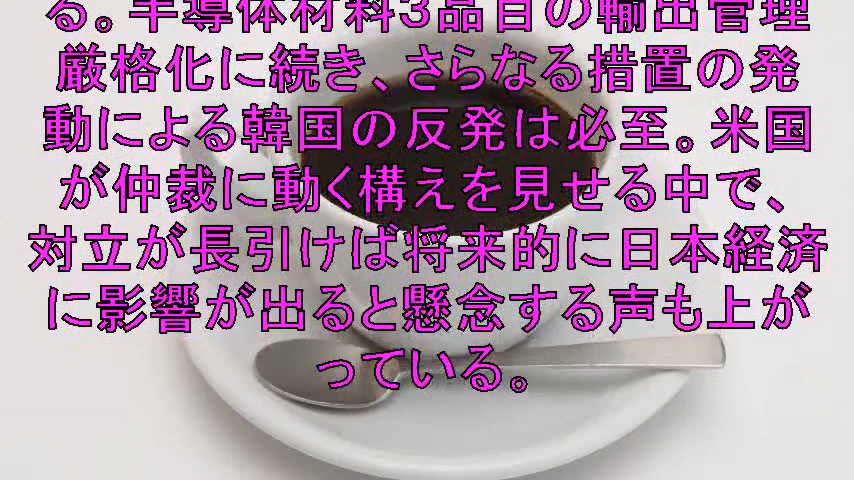 る。半導体材料３品目の輸出管理
厳格化に続き、さらなる措置の発
動による韓国の反発は必至。米国
が仲裁に動く構えを見せる中で、
対立が長引けば将来的に日本経済
に影響が出ると懸念する声も上が
っている。